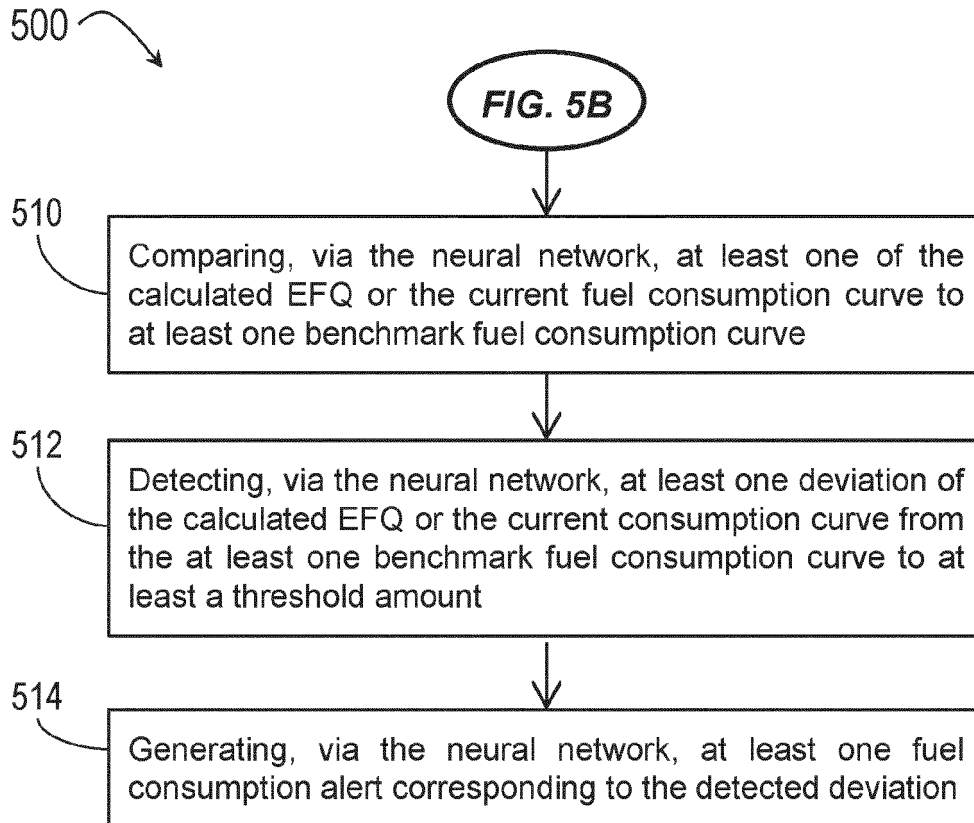 500
FIG. 5B
510
Comparing, via the neural network, at least one of the
calculated EFQ or the current fuel consumption curve to
at least one benchmark fuel consumption curve
512
Detecting, via the neural network, at least one deviation of
the calculated EFQ or the current consumption curve from
the at least one benchmark fuel consumption curve to at
least a threshold amount
514
Generating, via the neural network, at least one fuel
consumption alert corresponding to the detected deviation